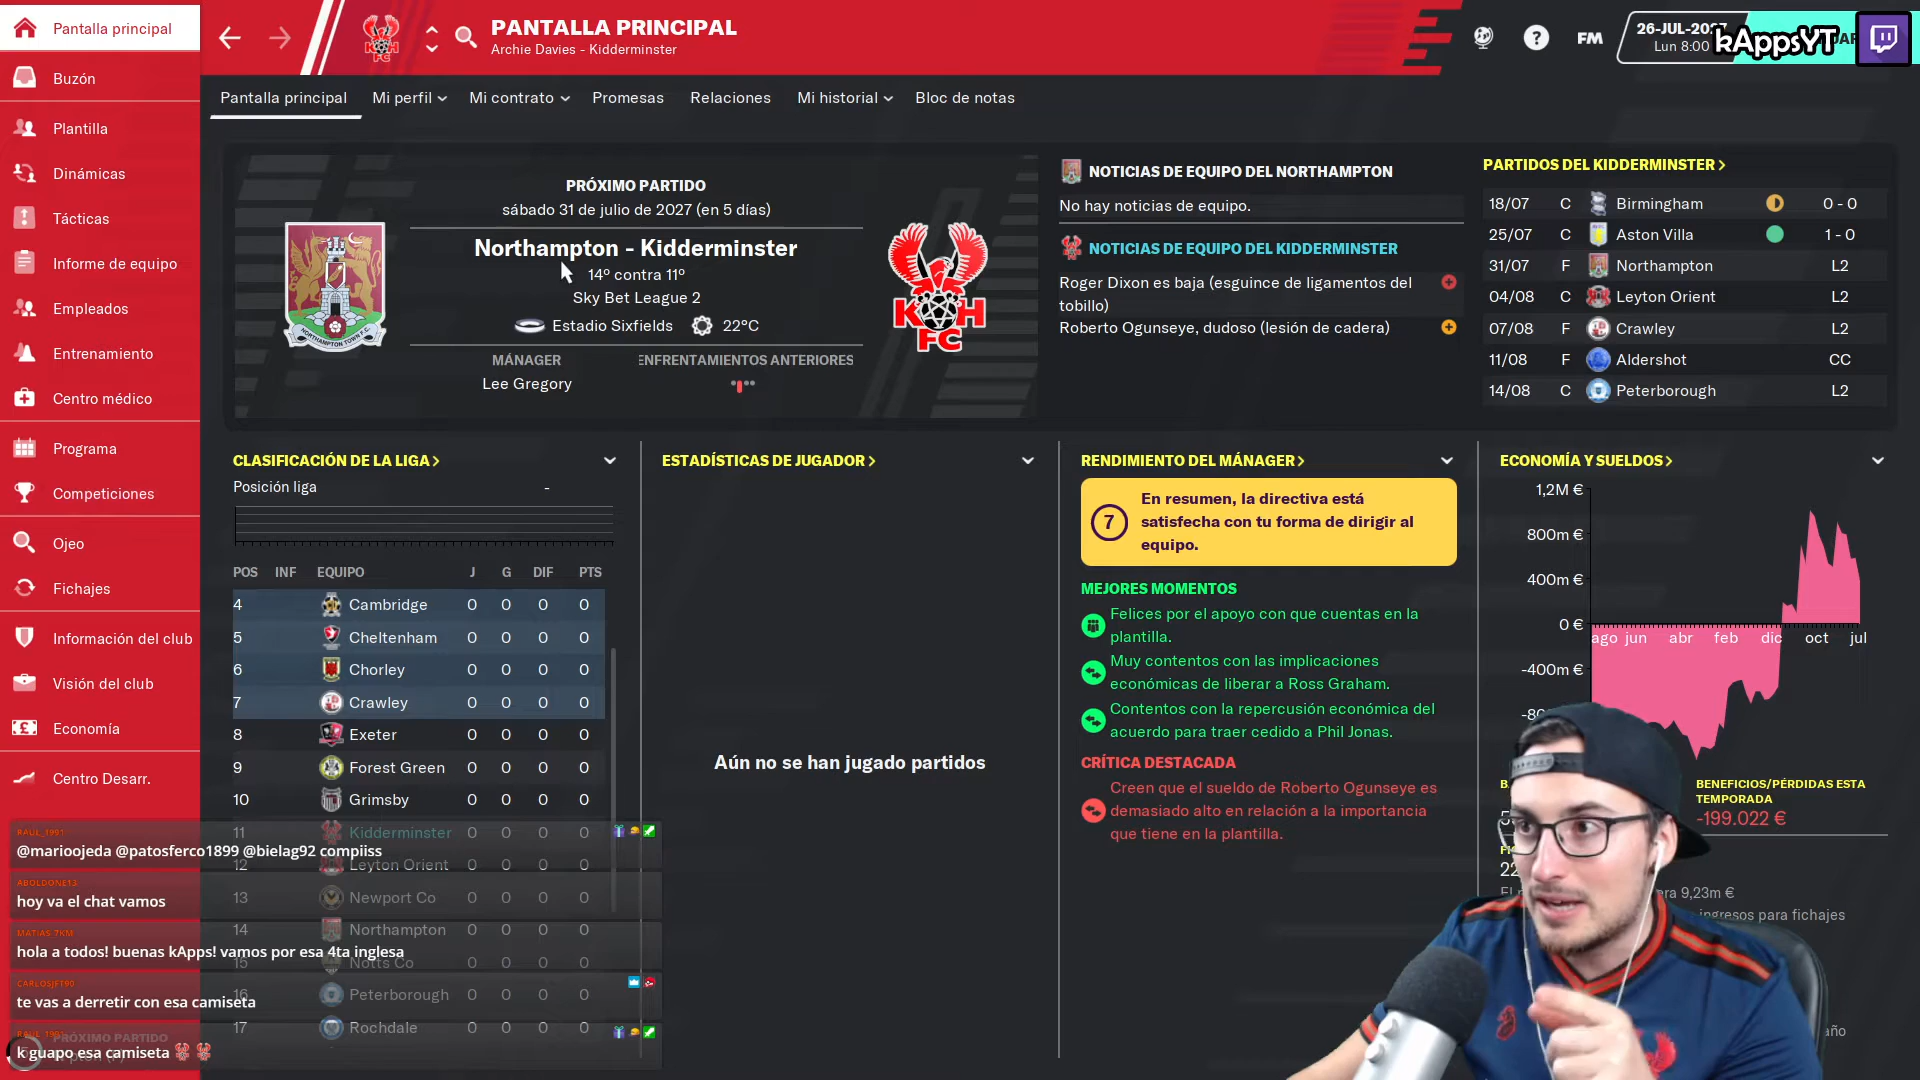 Pantalla principal
Buzón
Plantilla
Dinámicas
Tácticas
Informe de equipo
Empleados
Entrenamiento
Centro médico
Programa
Competiciones
Ojeo
Fichajes
Información del club
Visión del club
Economía
Centro Desarr.
PANTALLA PRINCIPAL
Archie Davies - Kidderminster
FM
26-JUL-2027
Lun 8:00
kAppsYT
Pantalla principal
Mi perfil
Mi contrato
Promesas
Relaciones
Mi historial
Bloc de notas
PRÓXIMO PARTIDO
sábado 31 de julio de 2027 (en 5 días)
Northampton - Kidderminster
14º contra 11º
Sky Bet League 2
Estadio Sixfields 22°C
MÁNAGER
Lee Gregory
ENFRENTAMIENTOS ANTERIORES
NOTICIAS DE EQUIPO DEL NORTHAMPTON
No hay noticias de equipo.
NOTICIAS DE EQUIPO DEL KIDDERMINSTER
Roger Dixon es baja (esguince de ligamentos del
tobillo)
Roberto Ogunseye, dudoso (lesión de cadera)
PARTIDOS DEL KIDDERMINSTER >
18/07 C Birmingham 0 - 0
25/07 C Aston Villa 1 - 0
31/07 F Northampton L2
04/08 C Leyton Orient L2
07/08 F Crawley L2
11/08 F Aldershot CC
14/08 C Peterborough L2
CLASIFICACIÓN DE LA LIGA >
Posición liga -
POS INF EQUIPO J G DIF PTS
4 Cambridge 0 0 0 0
5 Cheltenham 0 0 0 0
6 Chorley 0 0 0 0
7 Crawley 0 0 0 0
8 Exeter 0 0 0 0
9 Forest Green 0 0 0 0
10 Grimsby 0 0 0 0
11 Kidderminster 0 0 0 0
12 Leyton Orient 0 0 0 0
13 Newport Co 0 0 0 0
14 Northampton 0 0 0 0
15 Notts Co 0 0 0 0
16 Peterborough 0 0 0 0
17 Rochdale 0 0 0 0
RAUL_1991
@marioojeda @patosferco1899 @bielag92 compiiss
ABOLDONE13
hoy va el chat vamos
MATIAS 7KM
hola a todos! buenas kApps! vamos por esa 4ta inglesa
CARLOSJFT90
te vas a derretir con esa camiseta
RAUL_1991
k guapo esa camiseta
PRÓXIMO PARTIDO
ESTADÍSTICAS DE JUGADOR >
Aún no se han jugado partidos
RENDIMIENTO DEL MÁNAGER >
7
En resumen, la directiva está
satisfecha con tu forma de dirigir al
equipo.
MEJORES MOMENTOS
Felices por el apoyo con que cuentas en la
plantilla.
Muy contentos con las implicaciones
económicas de liberar a Ross Graham.
Contentos con la repercusión económica del
acuerdo para traer cedido a Phil Jonas.
CRÍTICA DESTACADA
Creen que el sueldo de Roberto Ogunseye es
demasiado alto en relación a la importancia
que tiene en la plantilla.
ECONOMÍA Y SUELDOS >
1,2M €
800m €
400m €
0 €
-400m €
ago jun abr feb dic oct jul
BENEFICIOS/PÉRDIDAS ESTA
TEMPORADA
-199.022 €
era 9,23m €
ingresos para fichajes